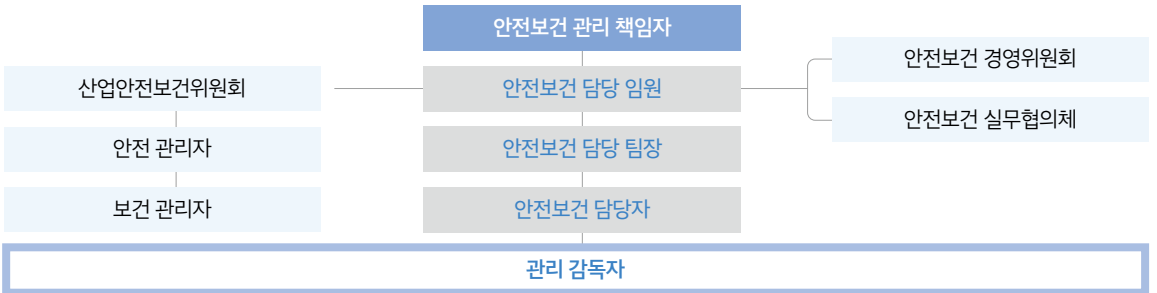 안전보건 관리 책임자
산업안전보건위원회
안전보건 담당 임원
안전보건 경영위원회
안전보건 실무협의체
안전 관리자
안전보건 담당 팀장
보건 관리자
안전보건 담당자
관리 감독자